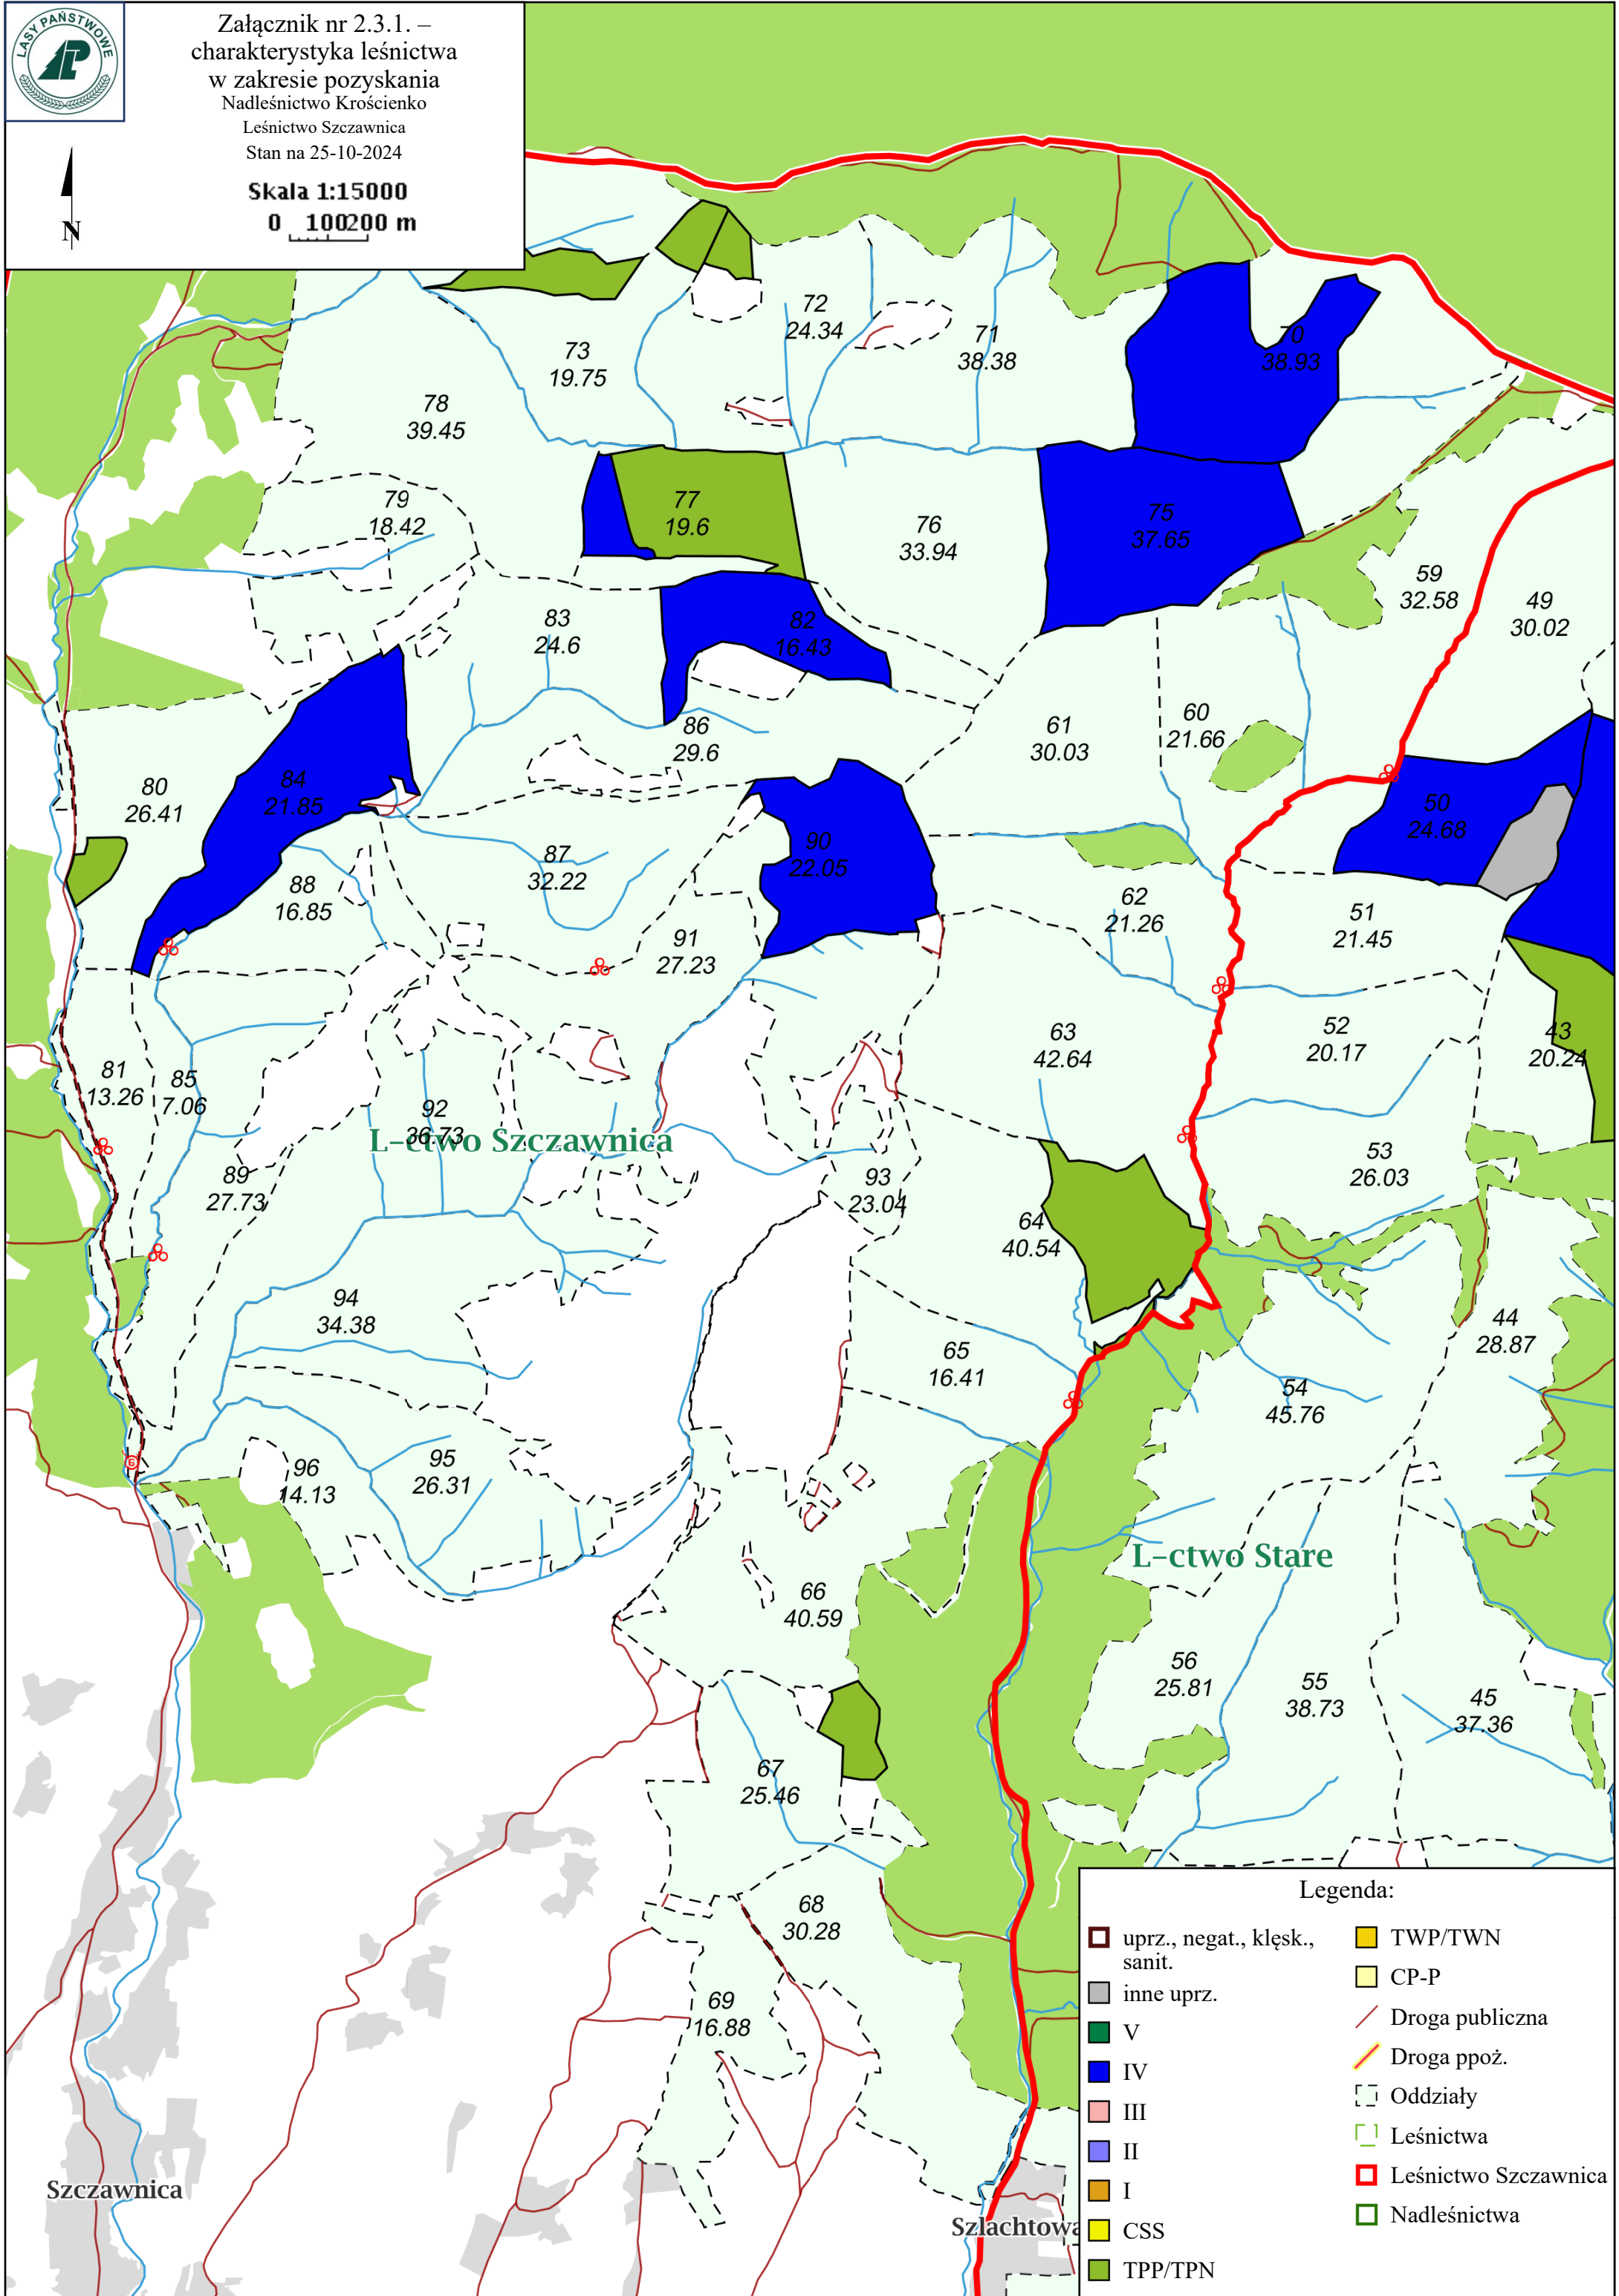 LASY PAŃSTWOWE
Załącznik nr 2.3.1. –
charakterystyka leśnictwa
w zakresie pozyskania
Nadleśnictwo Krościenko
Leśnictwo Szczawnica
Stan na 25-10-2024
Skala 1:15000
0 100200 m
N
72
24.34
71
38.38
70
38.93
73
19.75
78
39.45
79
18.42
77
19.6
76
33.94
75
37.65
59
32.58
49
30.02
83
24.6
82
16.43
86
29.6
61
30.03
60
21.66
80
26.41
84
21.85
50
24.68
87
32.22
90
22.05
88
16.85
62
21.26
51
21.45
91
27.23
63
42.64
52
20.17
43
20.24
81
13.26
85
7.06
92
36.73
L-ctwo Szczawnica
53
26.03
89
27.73
93
23.04
64
40.54
94
34.38
44
28.87
65
16.41
54
45.76
96
14.13
95
26.31
6
L-ctwo Stare
66
40.59
56
25.81
55
38.73
45
37.36
67
25.46
68
30.28
69
16.88
Szczawnica
Szlachtowa
Legenda:
uprz., negat., klęsk.,
sanit.
inne uprz.
V
IV
III
II
I
CSS
TPP/TPN
TWP/TWN
CP-P
Droga publiczna
Droga ppoż.
Oddziały
Leśnictwa
Leśnictwo Szczawnica
Nadleśnictwa